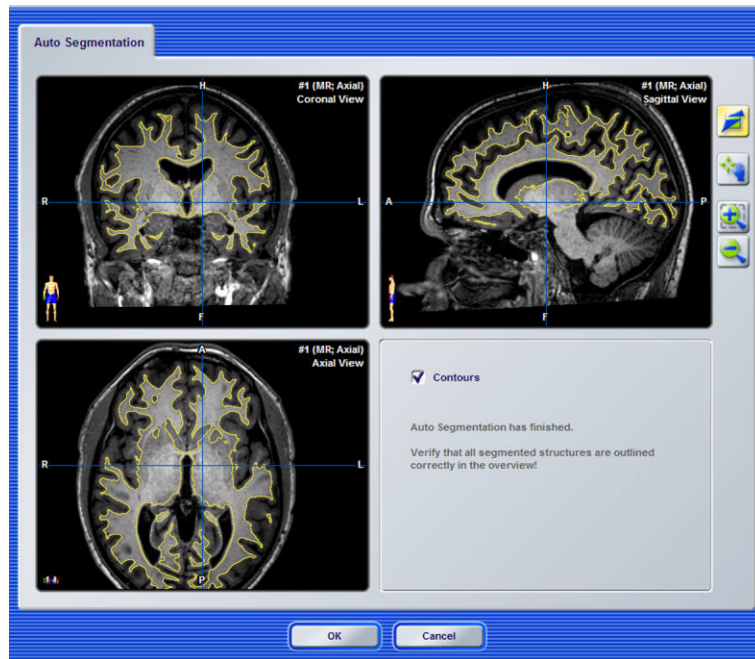 Auto Segmentation
H
#1 (MR; Axial)
Coronal View
R
L
F
H
#1 (MR; Axial)
Sagittal View
A
P
F
A
#1 (MR; Axial)
Axial View
R
L
P
Contours
Auto Segmentation has finished.
Verify that all segmented structures are outlined
correctly in the overview!
OK
Cancel